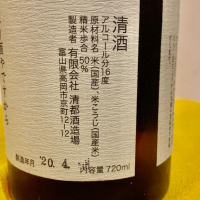 清酒
アルコール分16度
原材料名 米(国産)、米こうじ(国産米)
精米歩合 50%
製造者 有限会社 清都酒造場
富山県高岡市京町12-12
内容量 720ml
製造年月 '20.4.